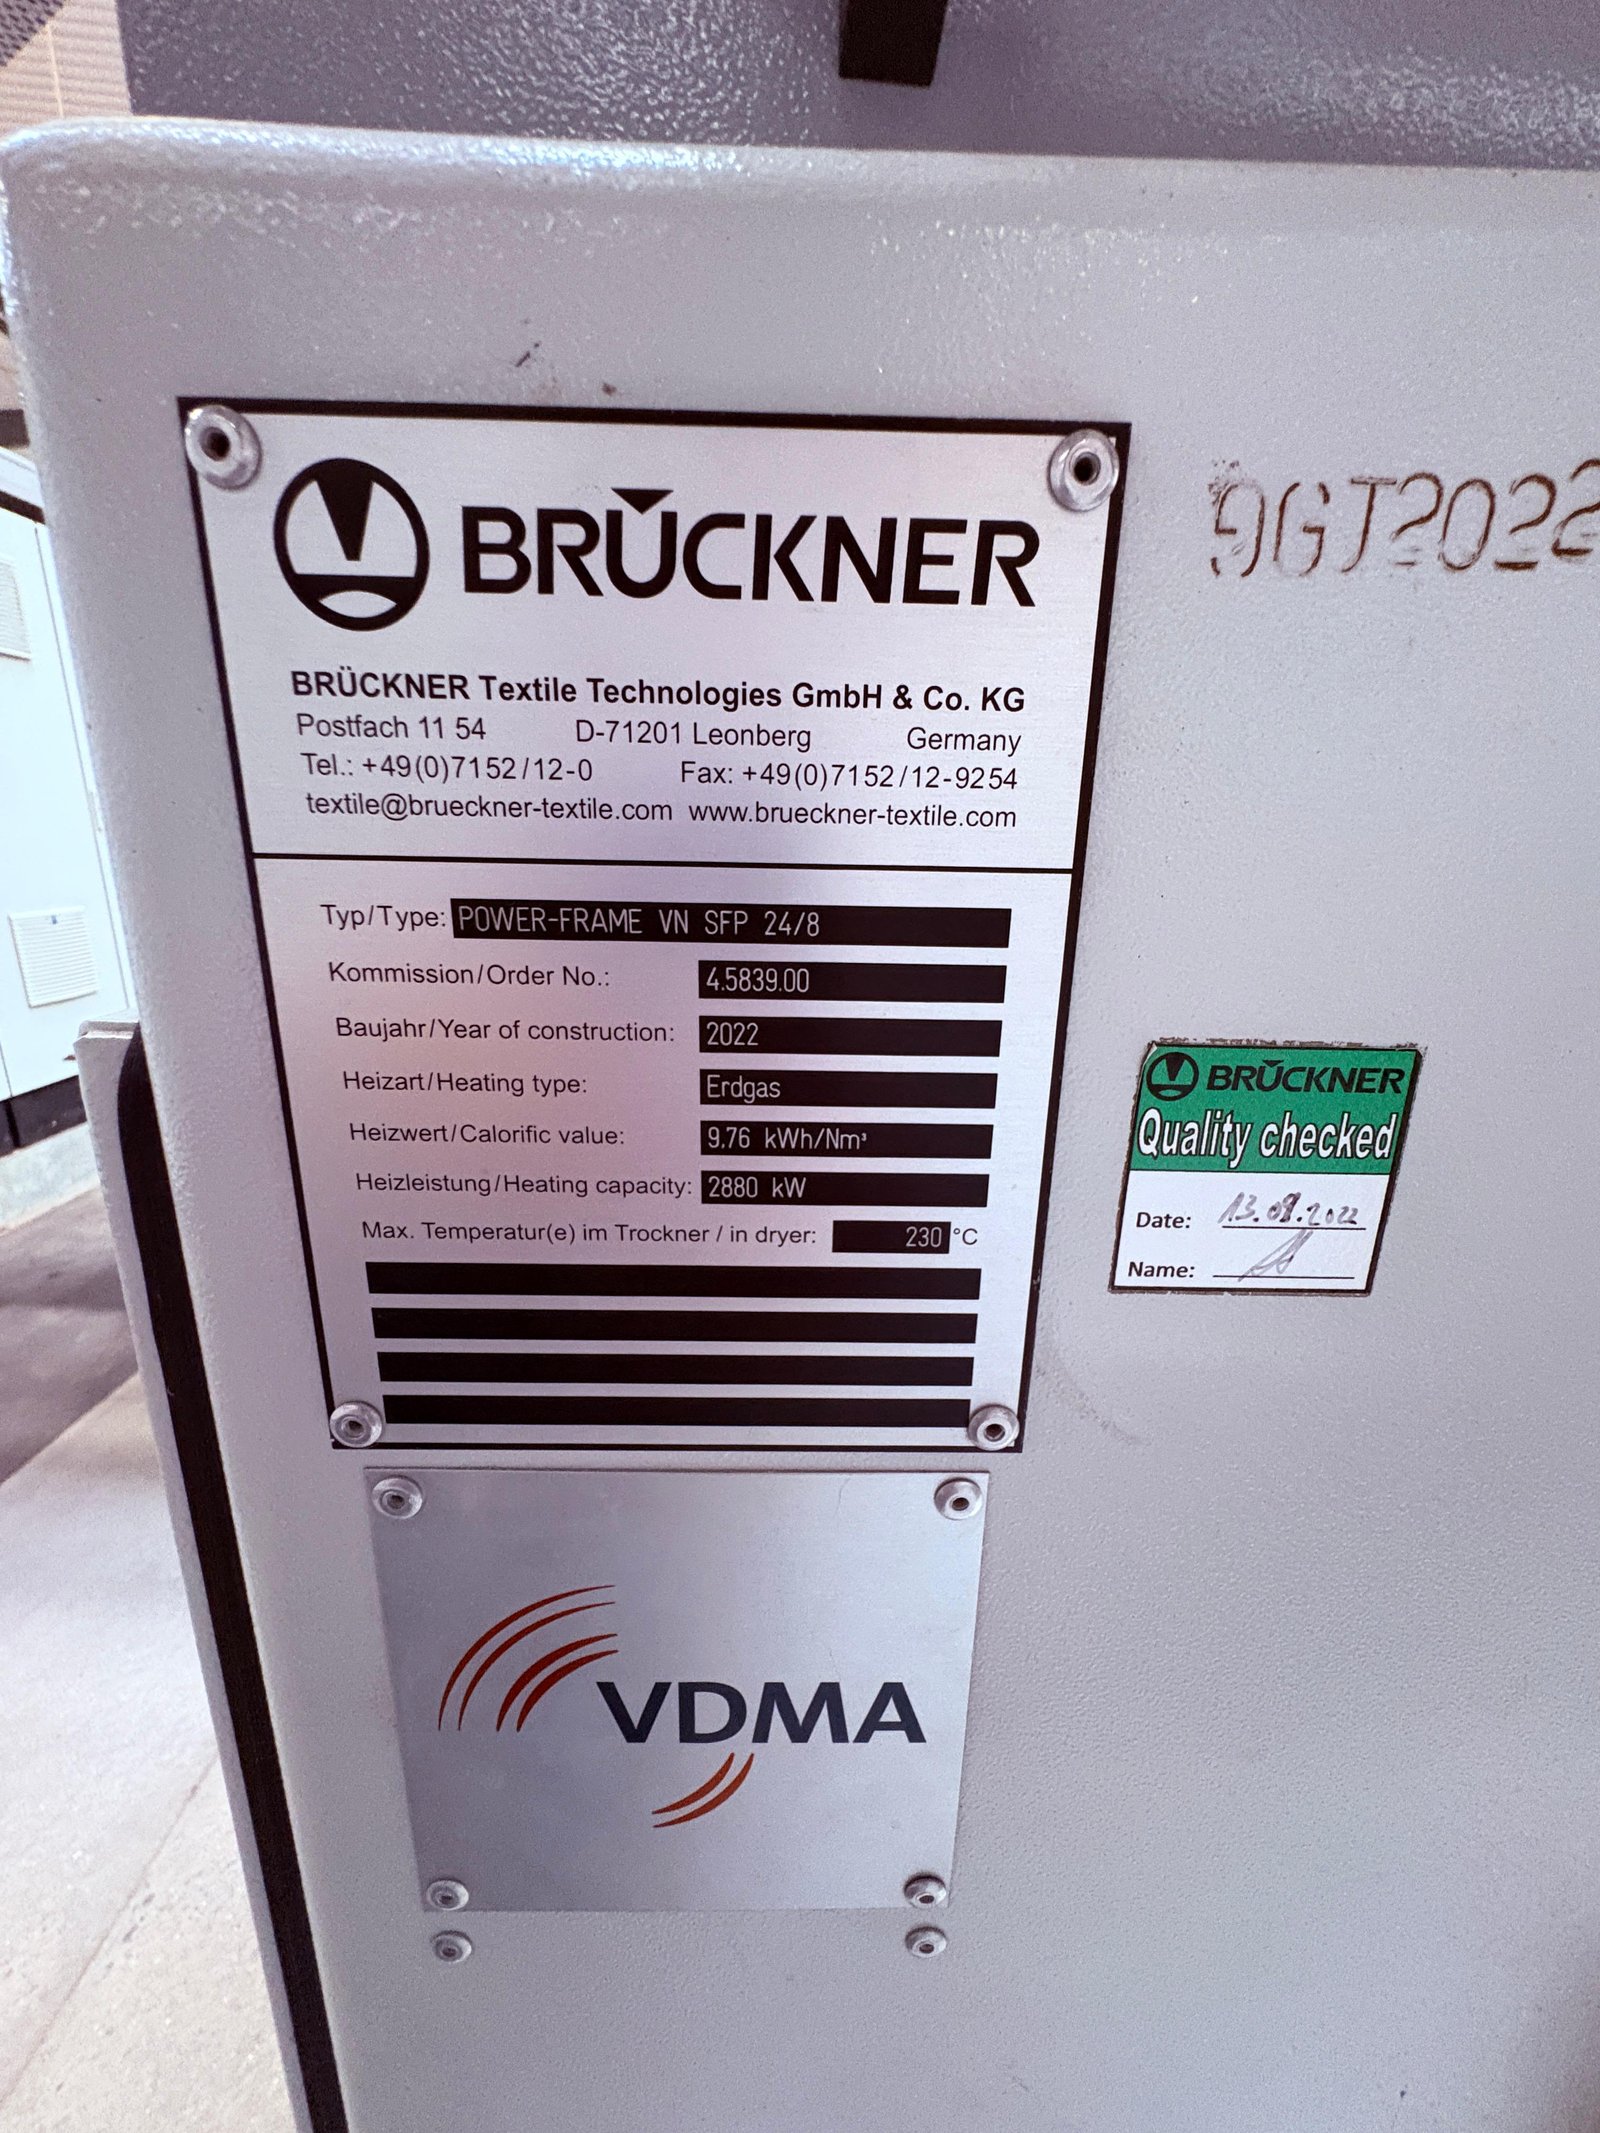 BRÜCKNER
BRÜCKNER Textile Technologies GmbH & Co. KG
Postfach 11 54 D-71201 Leonberg Germany
Tel.: +49(0)7152/12-0 Fax: +49(0)7152/12-9254
textile@brueckner-textile.com www.brueckner-textile.com
Typ/Type: POWER-FRAME VN SFP 24/8
Kommission/Order No.: 4.5839.00
Baujahr/Year of construction: 2022
Heizart/Heating type: Erdgas
Heizwert/Calorific value: 9.76 kWh/Nm³
Heizleistung/Heating capacity: 2880 kW
Max. Temperatur(e) im Trockner / in dryer: 230 °C
VDMA
BRÜCKNER
Quality checked
Date:
Name: